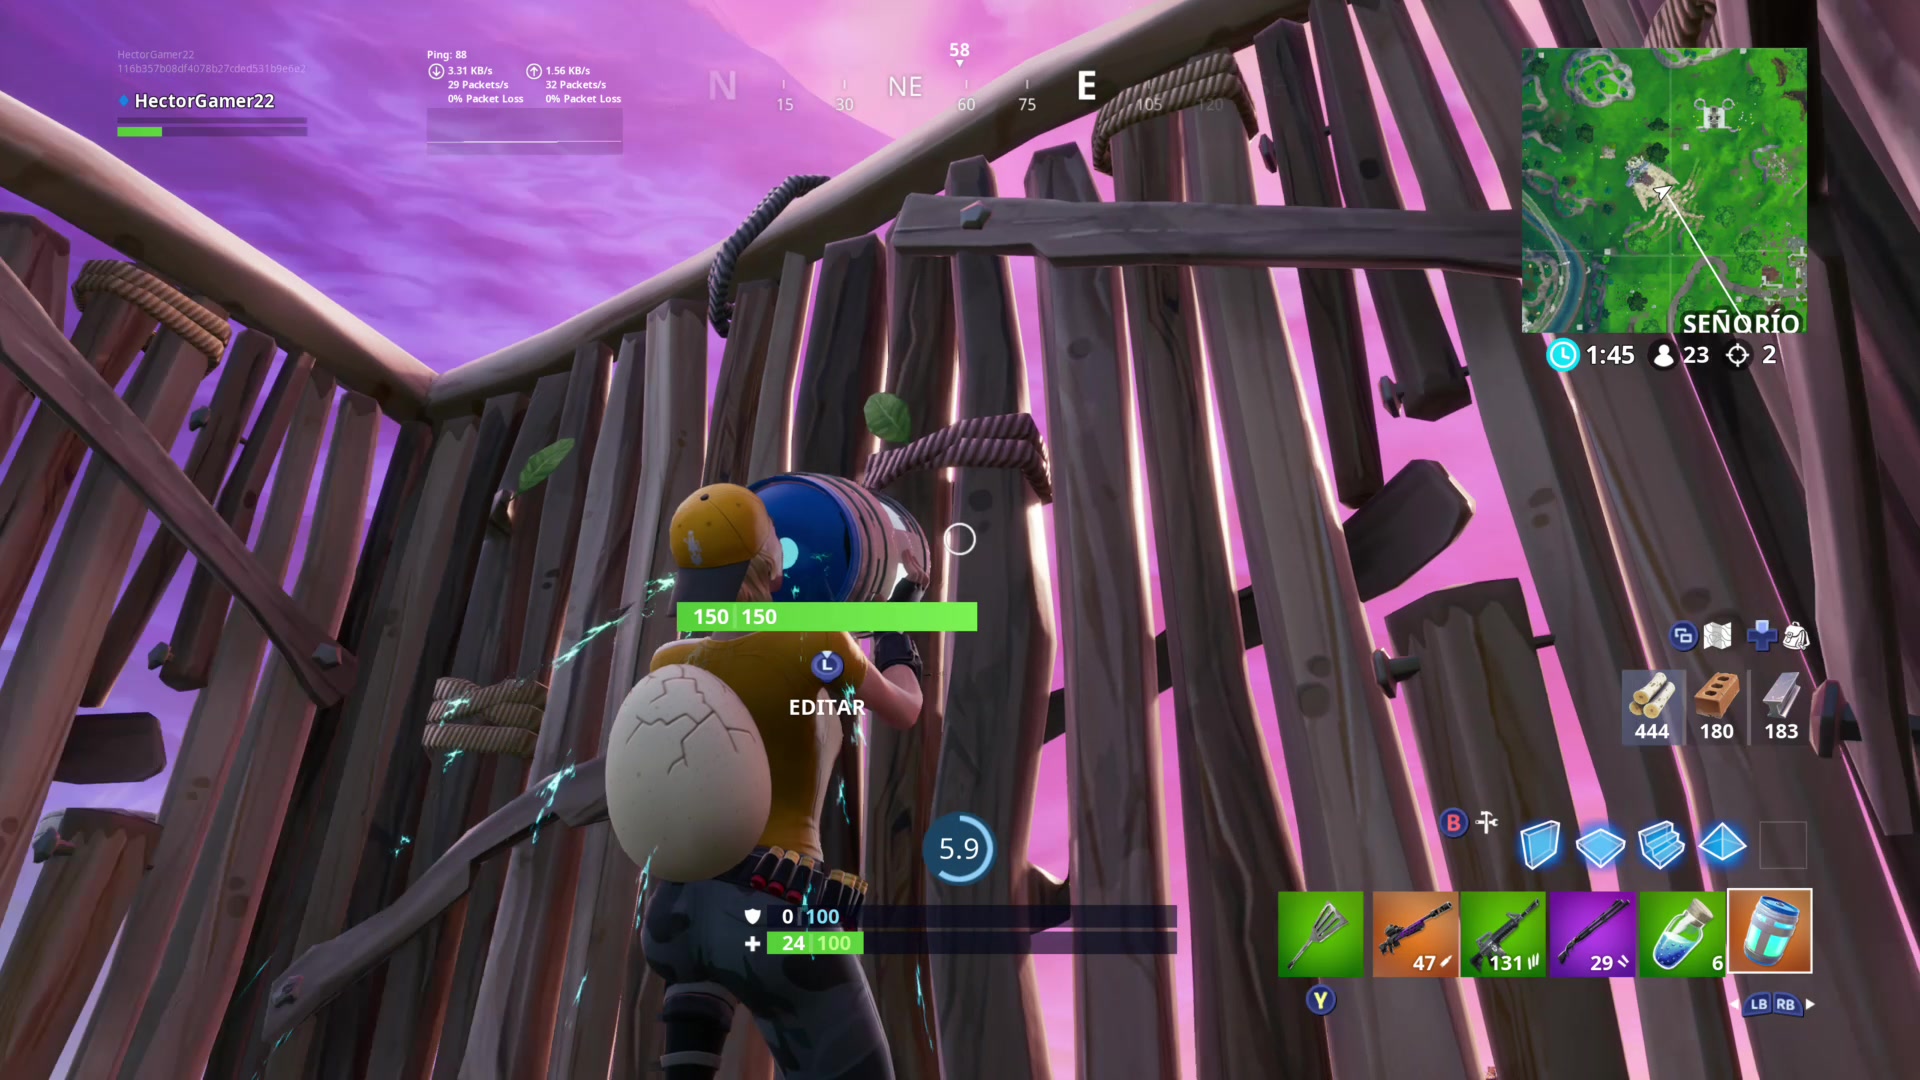 HectorGamer22
116b357b08df4078b27cded531b9e6e2
HectorGamer22
Ping: 88
3.31 KB/s 1.56 KB/s
29 Packets/s 32 Packets/s
0% Packet Loss 0% Packet Loss
58
N 15 30 NE 60 75 E 105 120
SEÑORÍO
1:45 23 2
150 150
L
EDITAR
444 180 183
B
5.9
0 100
24 100
47 131 29 6
Y
LB RB